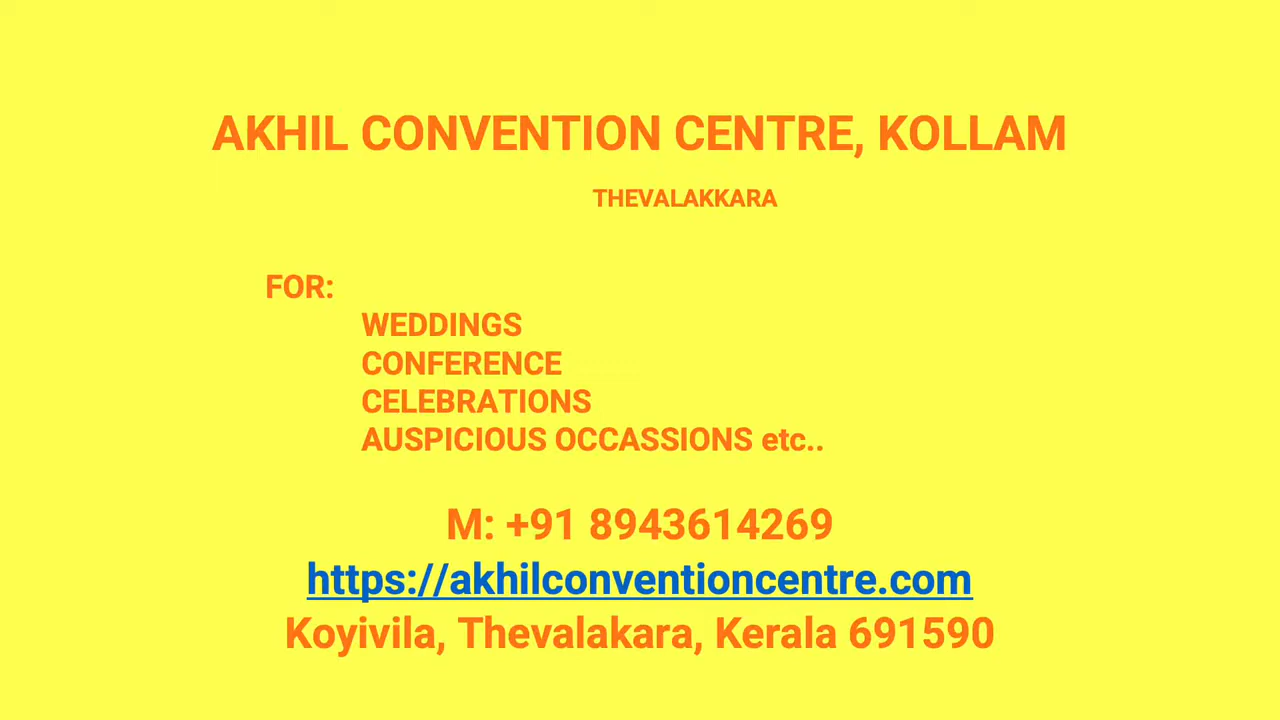 AKHIL CONVENTION CENTRE, KOLLAM
THEVALAKKARA
FOR:
WEDDINGS
CONFERENCE
CELEBRATIONS
AUSPICIOUS OCCASSIONS etc..
M: +91 8943614269
https://akhilconventioncentre.com
Koyivila, Thevalakara, Kerala 691590